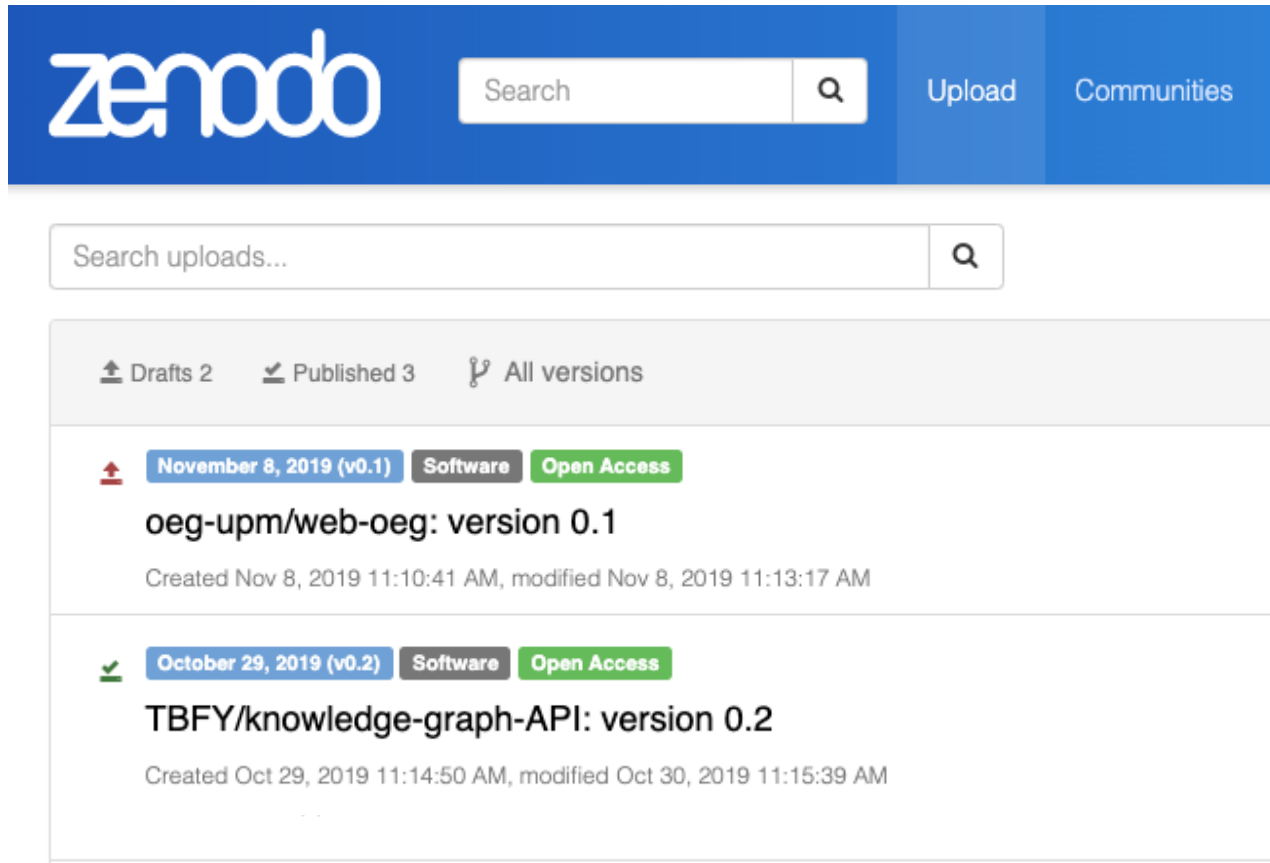 zenodo
Search
Upload
Communities
Search uploads...
Drafts 2
Published 3
All versions
November 8, 2019 (v0.1) Software Open Access
oeg-upm/web-oeg: version 0.1
Created Nov 8, 2019 11:10:41 AM, modified Nov 8, 2019 11:13:17 AM
October 29, 2019 (v0.2) Software Open Access
TBFY/knowledge-graph-API: version 0.2
Created Oct 29, 2019 11:14:50 AM, modified Oct 30, 2019 11:15:39 AM